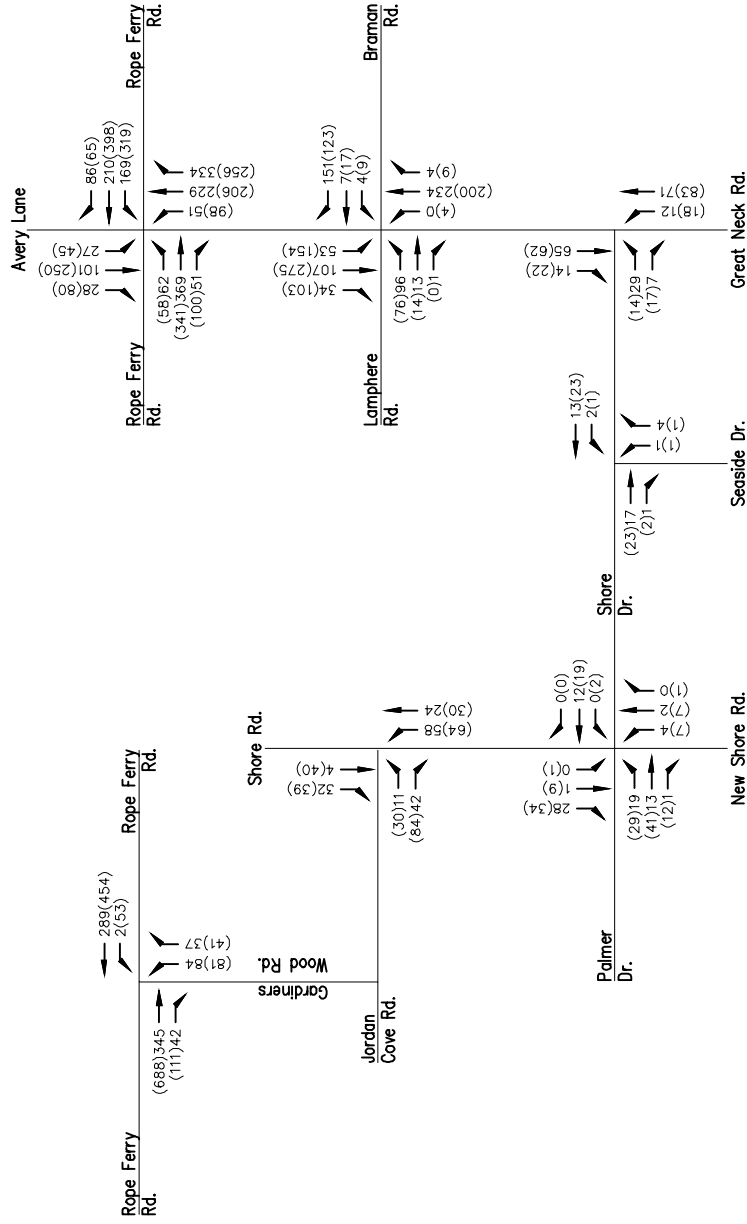 Avery Lane
Rope Ferry
Rd.
86(65)
210(398)
169(319)
27(45)
101(250)
28(80)
(58)62
(341)369
(100)51
(98)51
(206)229
(256)334
Rope Ferry
Rd.
Braman
Rd.
151(123)
7(17)
4(9)
53(154)
107(275)
34(103)
(76)96
(14)13
(0)1
(4)0
(200)234
(9)4
Lamphere
Rd.
65(62)
14(22)
(14)29
(17)7
(18)12
(83)71
Great Neck Rd.
13(23)
2(1)
(23)17
(2)1
(1)1
(1)4
Seaside Dr.
Shore
Dr.
Shore Rd.
4(40)
32(39)
(30)11
(84)42
(64)58
(30)24
0(0)
12(19)
0(2)
0(1)
1(9)
28(34)
(29)19
(41)13
(12)1
(7)4
(7)2
(1)0
New Shore Rd.
Palmer
Dr.
Rope Ferry
Rd.
289(454)
2(53)
(688)345
(111)42
(81)84
(41)37
Gardiners
Wood Rd.
Jordan
Cove Rd.
Rope Ferry
Rd.